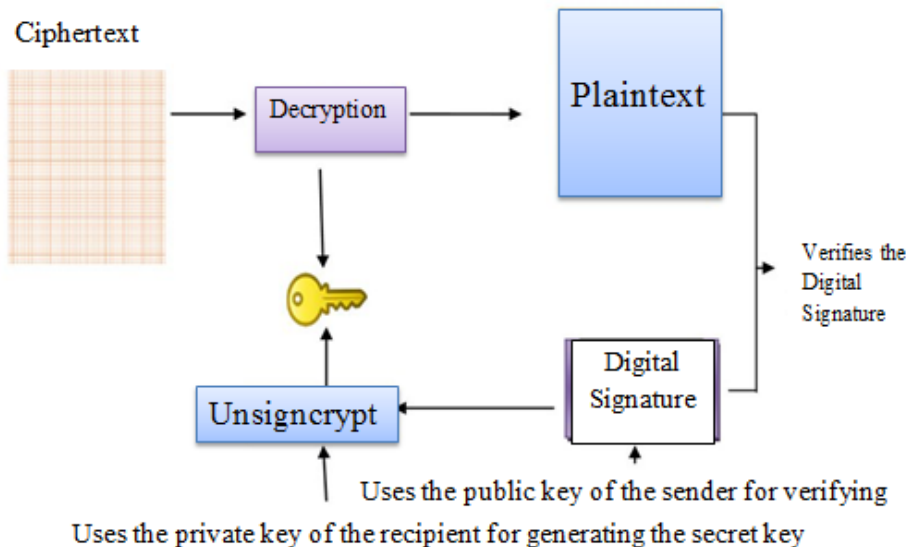 Ciphertext
Decryption
Plaintext
Verifies the
Digital
Signature
Digital
Signature
Unsigncrypt
Uses the public key of the sender for verifying
Uses the private key of the recipient for generating the secret key